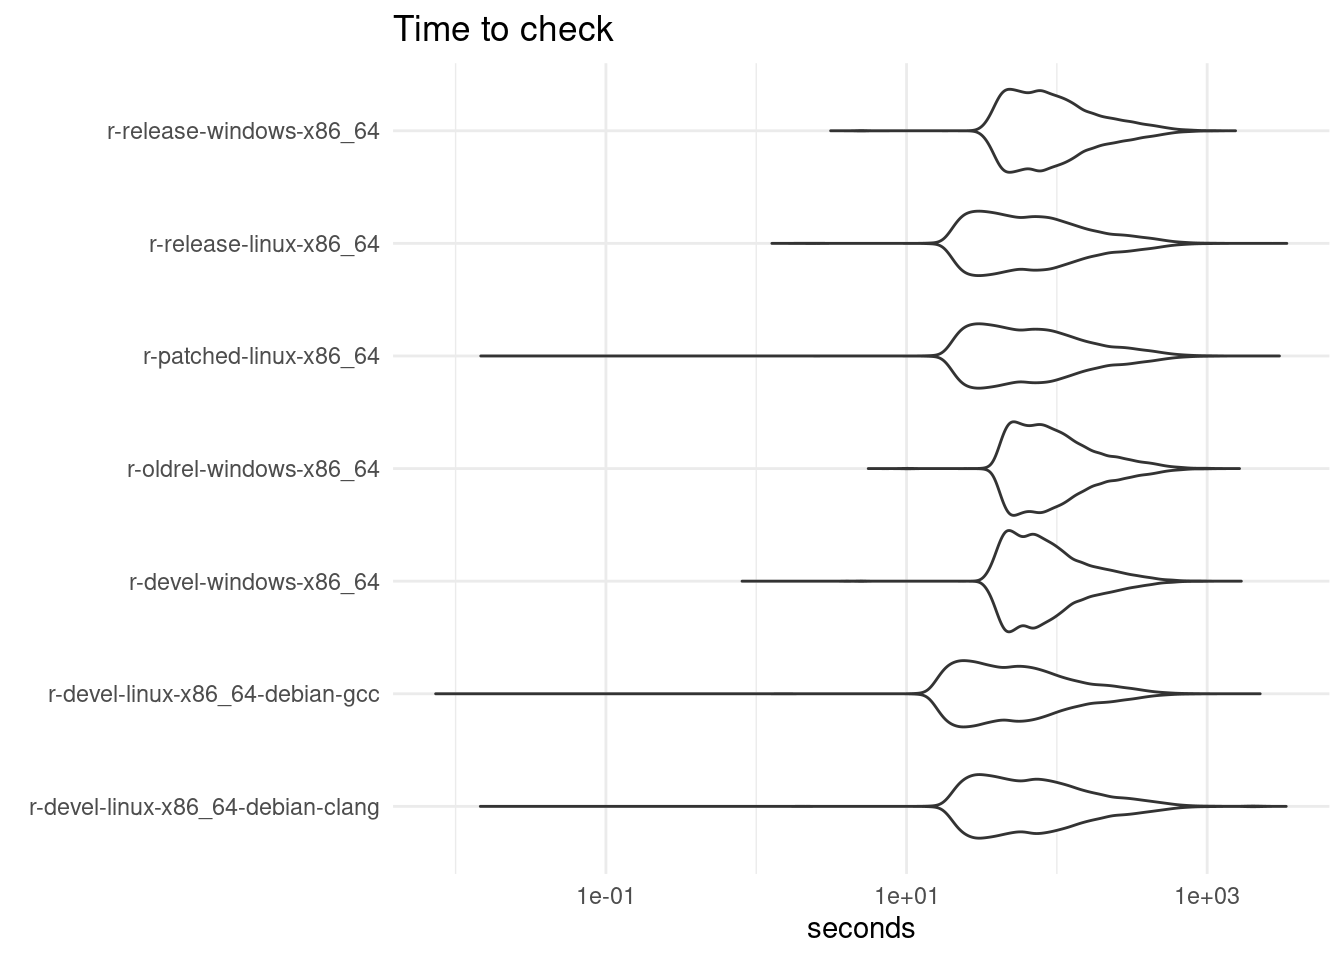 Time to check
r-release-windows-x86_64
r-release-linux-x86_64
r-patched-linux-x86_64
r-oldrel-windows-x86_64
r-devel-windows-x86_64
r-devel-linux-x86_64-debian-gcc
r-devel-linux-x86_64-debian-clang
1e-01 1e+01 1e+03
seconds